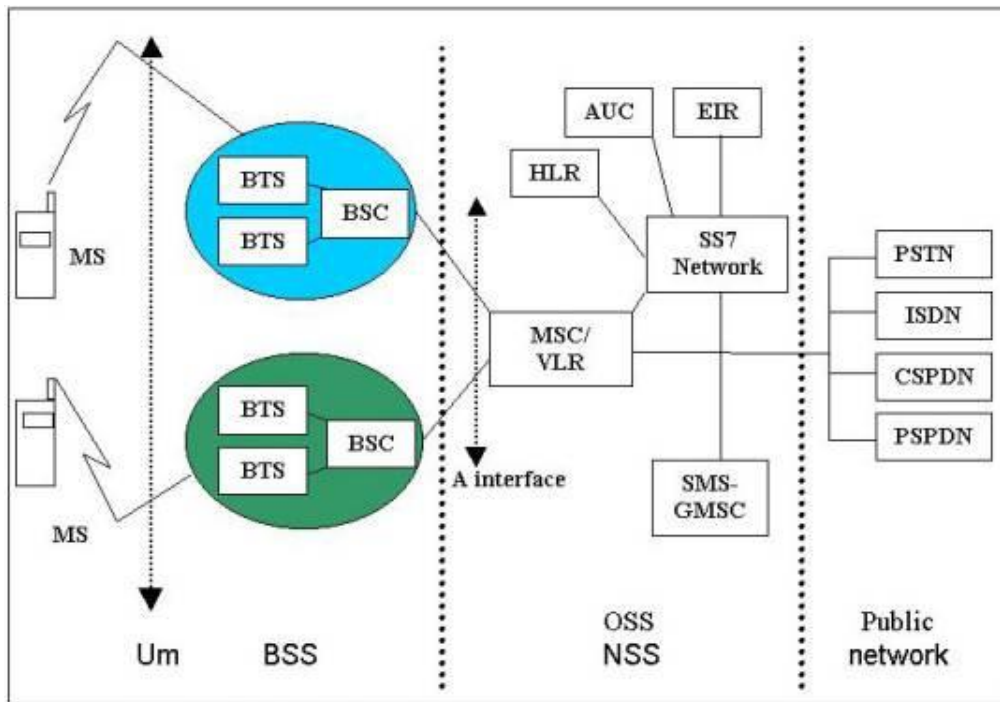 AUC
EIR
HLR
BTS
BSC
BTS
MS
SS7
Network
PSTN
ISDN
MSC/
VLR
CSPDN
BTS
BSC
BTS
PSPDN
A interface
SMS-
GMSC
MS
OSS
Public
Um
BSS
NSS
network